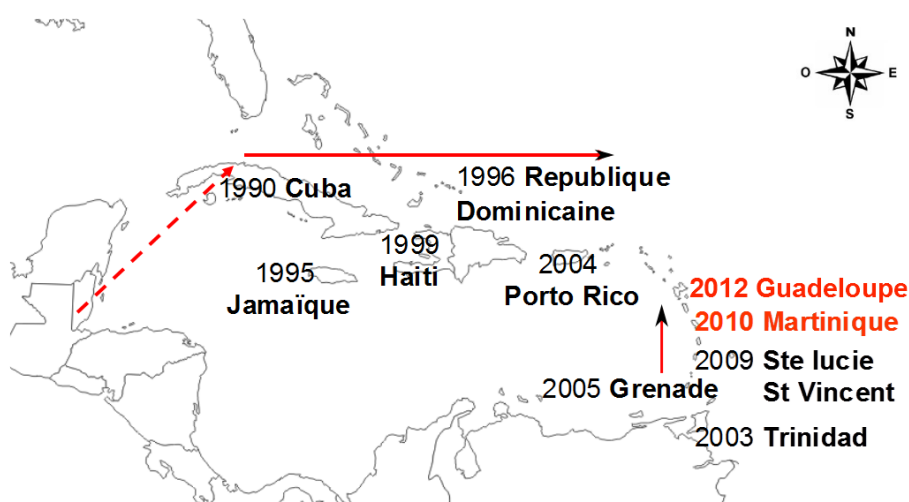 N
O E
S
1990 Cuba
1996 Republique
Dominicaine
1999
Haiti
1995
Jamaïque
2004
Porto Rico
2012 Guadeloupe
2010 Martinique
2009 Ste lucie
St Vincent
2005 Grenade
2003 Trinidad